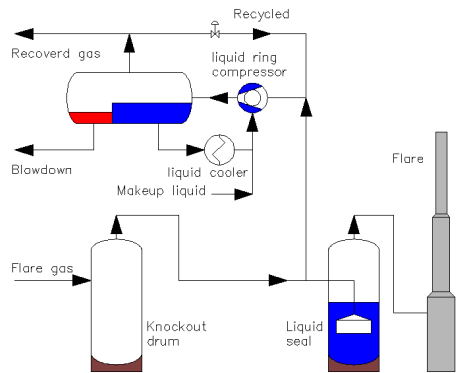 Recycled
Recoverd gas
liquid ring
compressor
Blowdown
liquid cooler
Makeup liquid
Flare
Flare gas
Knockout
drum
Liquid
seal